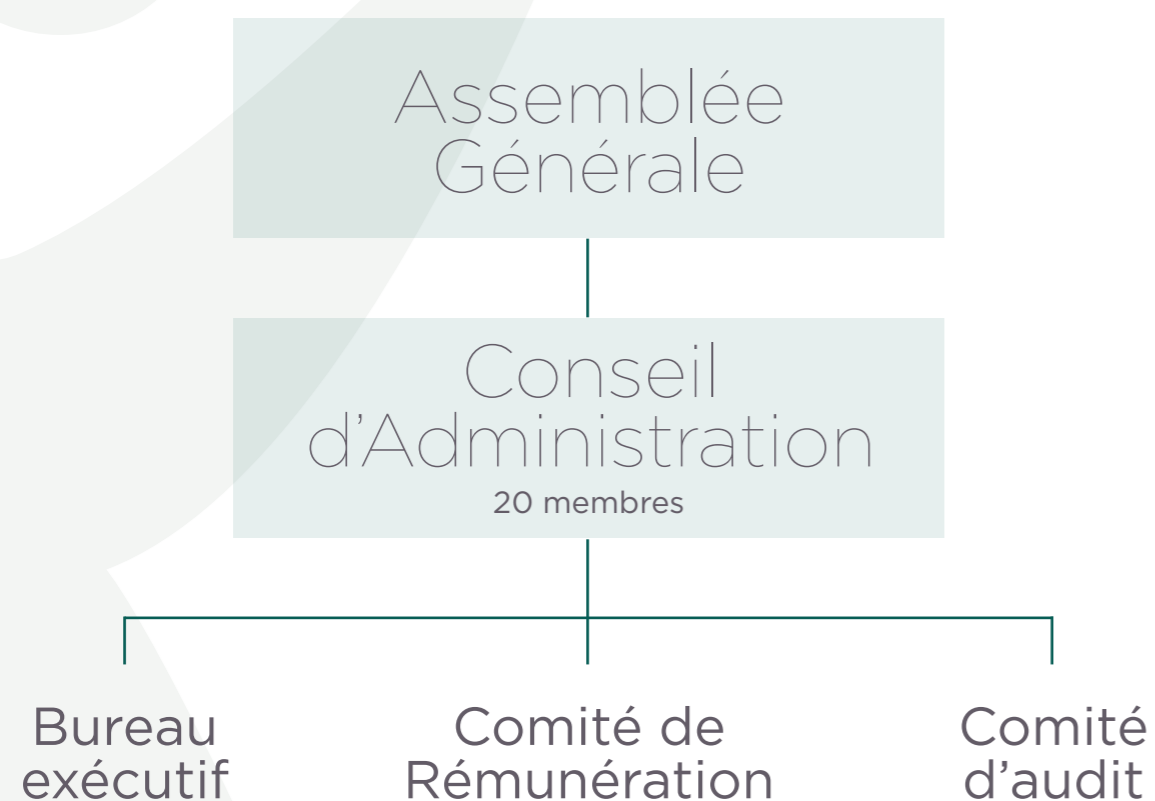 Assemblée
Générale
Conseil
d'Administration
20 membres
Bureau
exécutif
Comité de
Rémunération
Comité
d'audit